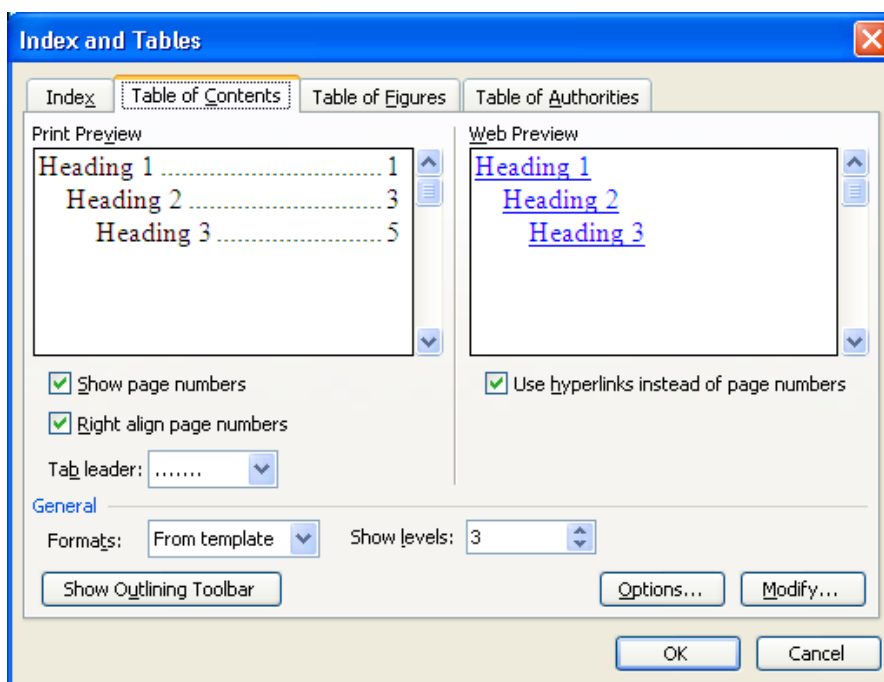 Index and Tables
Index Table of Contents Table of Figures Table of Authorities
Print Preview Web Preview
Heading 1 ................................ 1 Heading 1
Heading 2 ............................. 3 Heading 2
Heading 3 ......................... 5 Heading 3
Show page numbers Use hyperlinks instead of page numbers
Right align page numbers
Tab leader: .......
General
Formats: From template Show levels: 3
Show Outlining Toolbar Options... Modify...
OK Cancel